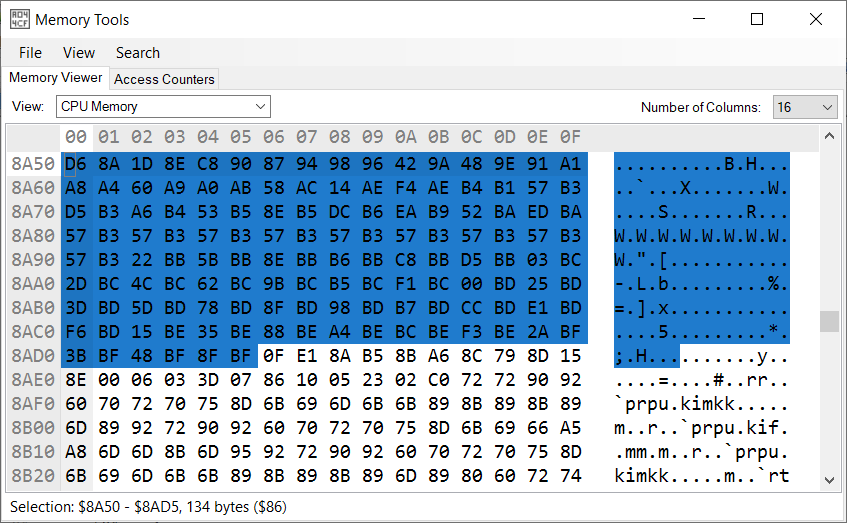 Memory Tools
File View Search
Memory Viewer Access Counters
View: CPU Memory Number of Columns: 16
00 01 02 03 04 05 06 07 08 09 0A 0B 0C 0D 0E 0F
8A50 D6 8A 1D 8E C8 90 87 94 98 96 42 9A 48 9E 91 A1 ..........B.H...
8A60 A8 A4 60 A9 A0 AB 58 AC 14 AE F4 AE B4 B1 57 B3 ..`...X.......W.
8A70 D5 B3 A6 B4 53 B5 8E B5 DC B6 EA B9 52 BA ED BA ....S.......R...
8A80 57 B3 57 B3 57 B3 57 B3 57 B3 57 B3 57 B3 57 B3 W.W.W.W.W.W.W.W.
8A90 57 B3 22 BB 5B BB 8E BB B6 BB C8 BB D5 BB 03 BC W.".[...........
8AA0 2D BC 4C BC 62 BC 9B BC B5 BC F1 BC 00 BD 25 BD -.L.b.........%.
8AB0 3D BD 5D BD 78 BD 8F BD 98 BD B7 BD CC BD E1 BD =.].x...........
8AC0 F6 BD 15 BE 35 BE 88 BE A4 BE BC BE F3 BE 2A BF ....5.........*.
8AD0 3B BF 48 BF 8F BF 0F E1 8A B5 8B A6 8C 79 8D 15 ;.H..........y..
8AE0 8E 00 06 03 3D 07 86 10 05 23 02 C0 72 72 90 92 ....=....#..rr..
8AF0 60 70 72 70 75 8D 6B 69 6D 6B 6B 89 8B 89 8B 89 `prpu.kimkk.....
8B00 6D 89 92 72 90 92 60 70 72 70 75 8D 6B 69 66 A5 m..r..`prpu.kif.
8B10 A8 6D 6D 8B 6D 95 92 72 90 92 60 70 72 70 75 8D .mm.m..r..`prpu.
8B20 6B 69 6D 6B 6B 89 8B 89 8B 89 6D 89 80 60 72 74 kimkk.....m..`rt
Selection: $8A50 - $8AD5, 134 bytes ($86)